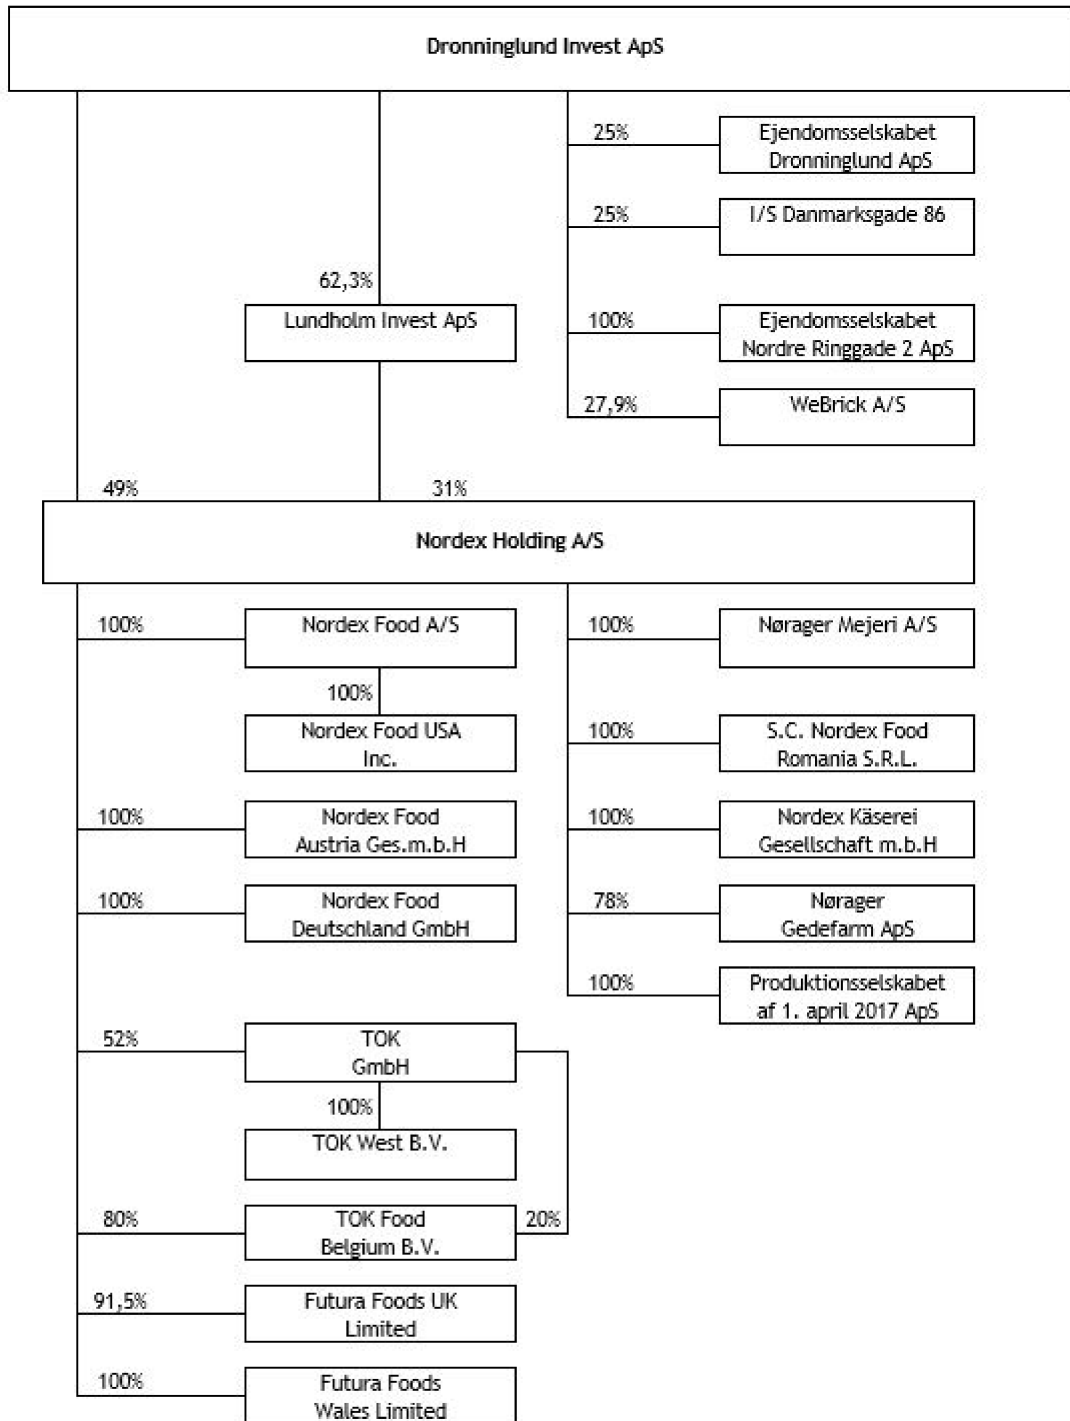 Dronninglund Invest ApS
25%
Ejendomsselskabet
Dronninglund ApS
25%
I/S Danmarksgade 86
62,3%
Lundholm Invest ApS
100%
Ejendomsselskabet
Nordre Ringgade 2 ApS
27,9%
WeBrick A/S
49%
31%
Nordex Holding A/S
100%
Nordex Food A/S
100%
Nørager Mejeri A/S
100%
Nordex Food USA
Inc.
100%
S.C. Nordex Food
Romania S.R.L.
100%
Nordex Food
Austria Ges.m.b.H
100%
Nordex Käserei
Gesellschaft m.b.H
100%
Nordex Food
Deutschland GmbH
78%
Nørager
Gedefarm ApS
100%
Produktionsselskabet
af 1. april 2017 ApS
52%
TOK
GmbH
100%
TOK West B.V.
80%
TOK Food
Belgium B.V.
20%
91,5%
Futura Foods UK
Limited
100%
Futura Foods
Wales Limited